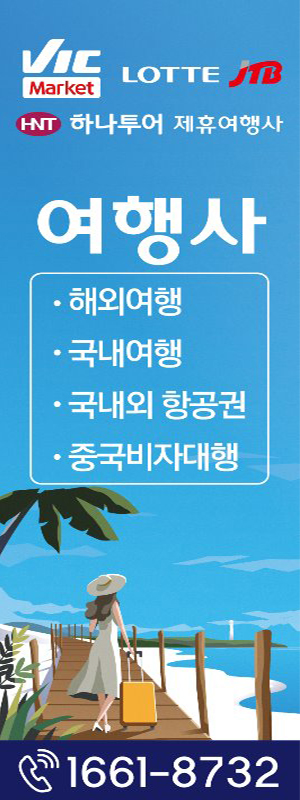 VIC
Market
LOTTE JTB
HNT 하나투어 제휴여행사
여행사
· 해외여행
· 국내여행
· 국내외 항공권
· 중국비자대행
1661-8732